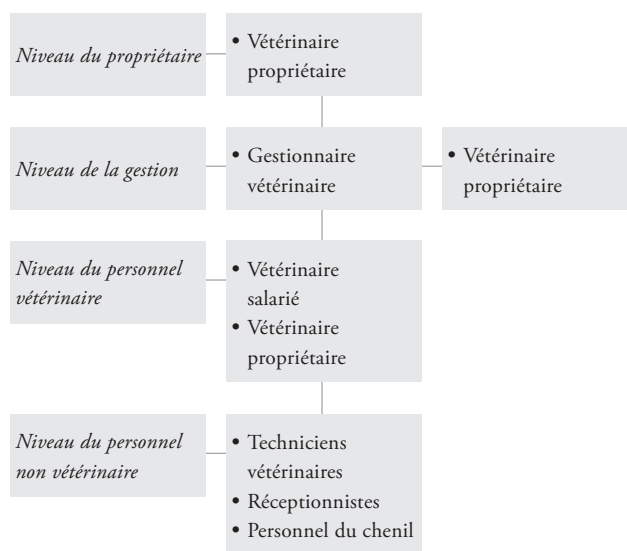 Niveau du propriétaire
• Vétérinaire
propriétaire
Niveau de la gestion
• Gestionnaire
vétérinaire
• Vétérinaire
propriétaire
Niveau du personnel
vétérinaire
• Vétérinaire
salarié
• Vétérinaire
propriétaire
Niveau du personnel
non vétérinaire
• Techniciens
vétérinaires
• Réceptionnistes
• Personnel du chenil